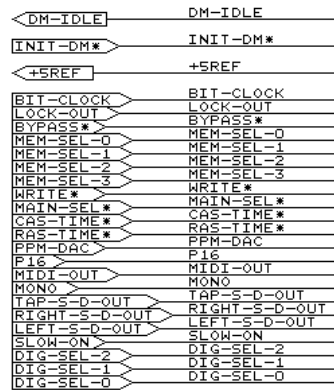 DM-IDLE DM-IDLE
INIT-DM* INIT-DM*
+5REF +5REF
BIT-CLOCK BIT-CLOCK
LOCK-OUT LOCK-OUT
BYPASS* BYPASS*
MEM-SEL-0 MEM-SEL-0
MEM-SEL-1 MEM-SEL-1
MEM-SEL-2 MEM-SEL-2
MEM-SEL-3 MEM-SEL-3
WRITE* WRITE*
MAIN-SEL* MAIN-SEL*
CAS-TIME* CAS-TIME*
RAS-TIME* RAS-TIME*
PPM-DAC PPM-DAC
P16 P16
MIDI-OUT MIDI-OUT
MONO MONO
TAP-S-D-OUT TAP-S-D-OUT
RIGHT-S-D-OUT RIGHT-S-D-OUT
LEFT-S-D-OUT LEFT-S-D-OUT
SLOW-ON SLOW-ON
DIG-SEL-2 DIG-SEL-2
DIG-SEL-1 DIG-SEL-1
DIG-SEL-0 DIG-SEL-0